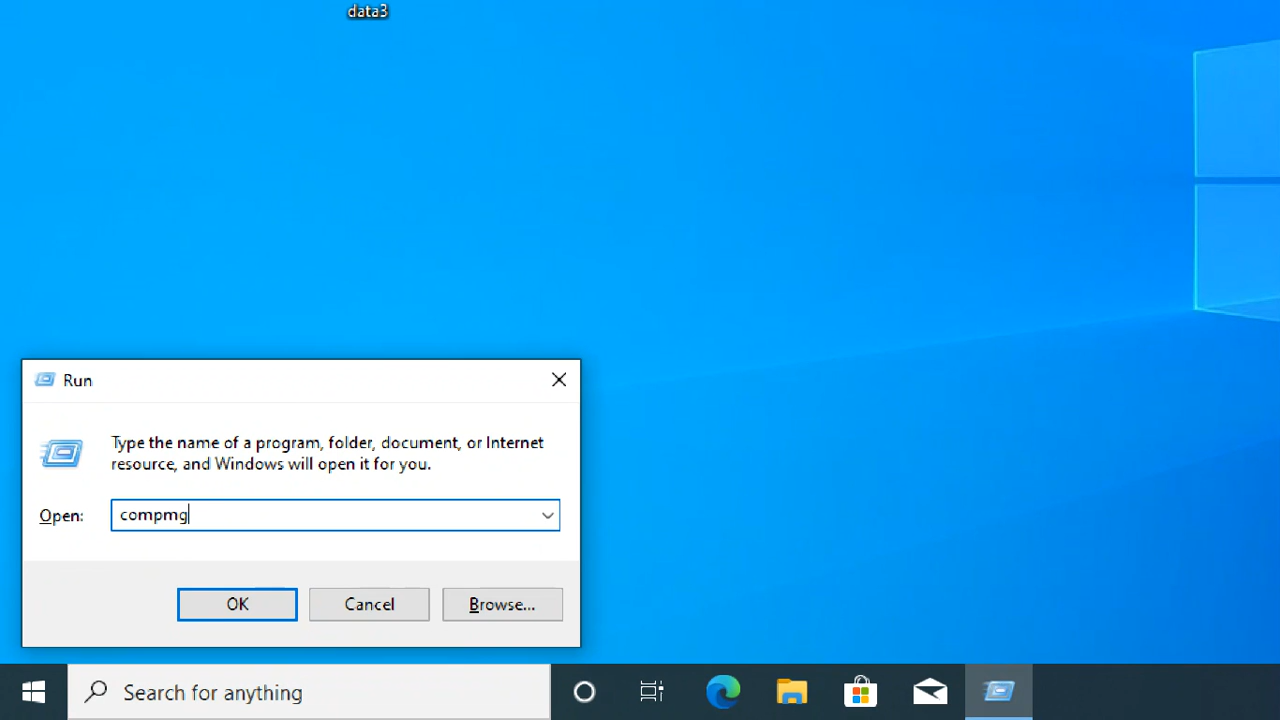 data3
Run
Type the name of a program, folder, document, or Internet
resource, and Windows will open it for you.
Open:
compmg
OK
Cancel
Browse...
Search for anything